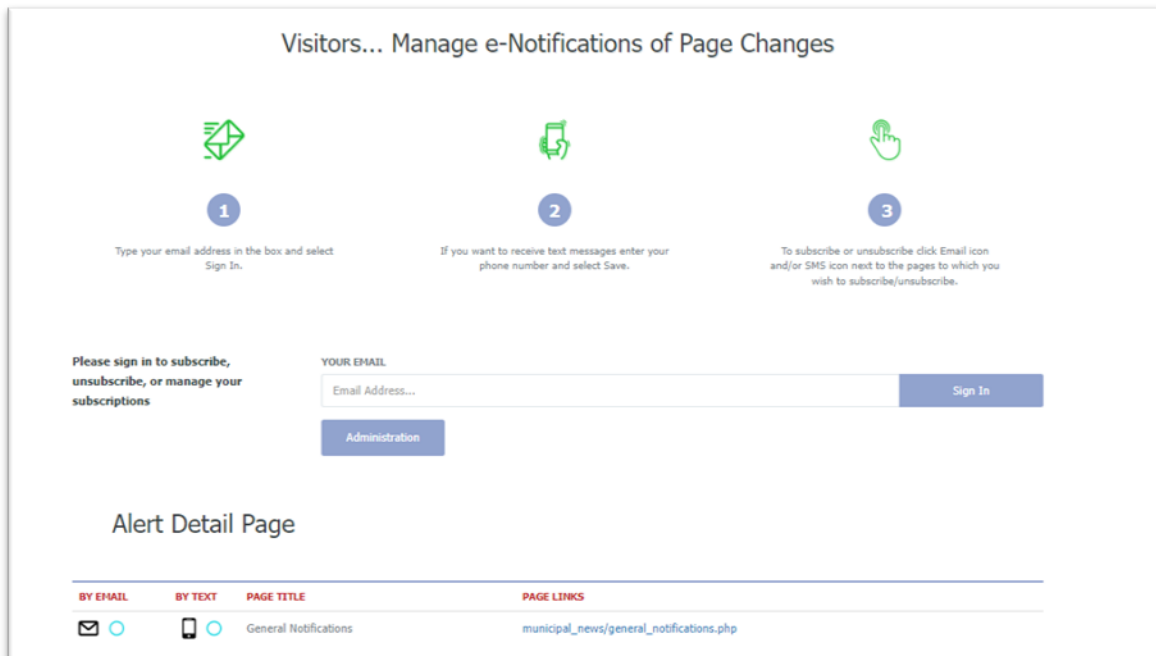 Visitors... Manage e-Notifications of Page Changes
1
2
3
Type your email address in the box and select
Sign In.
If you want to receive text messages enter your
phone number and select Save.
To subscribe or unsubscribe click Email icon
and/or SMS icon next to the pages to which you
wish to subscribe/unsubscribe.
Please sign in to subscribe,
unsubscribe, or manage your
subscriptions
YOUR EMAIL
Email Address...
Sign In
Administration
Alert Detail Page
BY EMAIL BY TEXT PAGE TITLE PAGE LINKS
General Notifications municipal_news/general_notifications.php